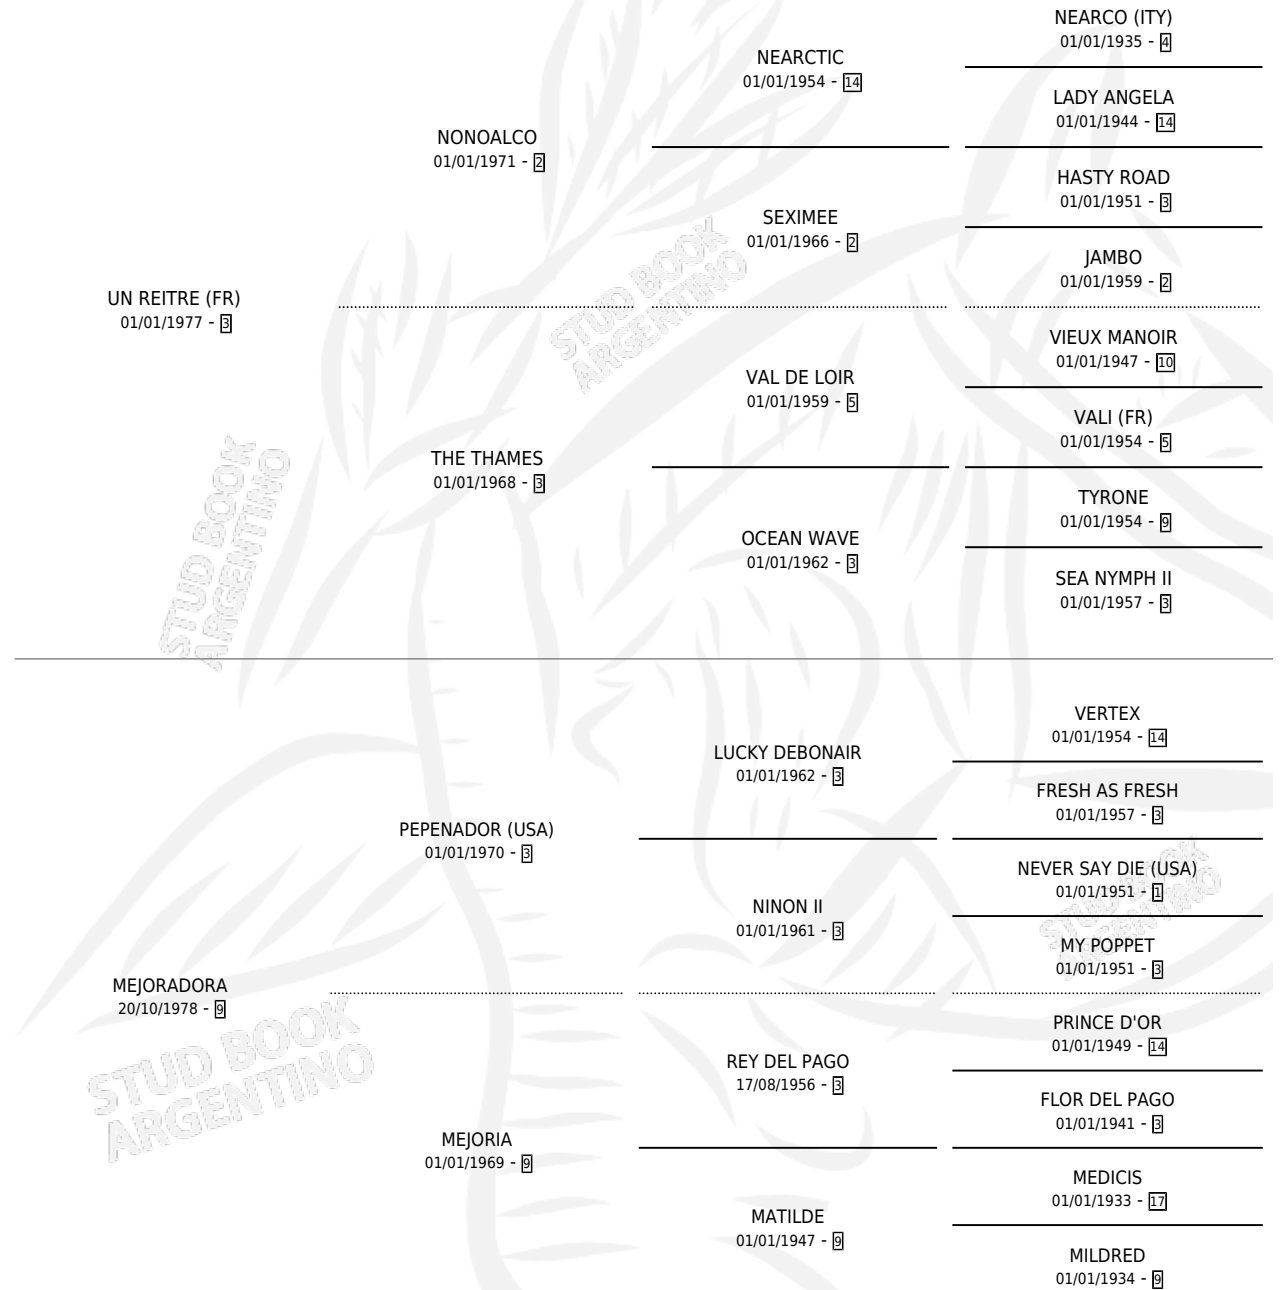 NEARCO (ITY)
01/01/1935 - 4
NEARCTIC
01/01/1954 - 14
LADY ANGELA
01/01/1944 - 14
NONOALCO
01/01/1971 - 2
HASTY ROAD
01/01/1951 - 3
SEXIMEE
01/01/1966 - 2
JAMBO
01/01/1959 - 2
UN REITRE (FR)
01/01/1977 - 3
STUD BOOK
ARGENTINO
VIEUX MANOIR
01/01/1947 - 10
VAL DE LOIR
01/01/1959 - 5
VALI (FR)
01/01/1954 - 5
THE THAMES
01/01/1968 - 3
TYRONE
01/01/1954 - 9
OCEAN WAVE
01/01/1962 - 3
SEA NYMPH II
01/01/1957 - 3
STUD BOOK
ARGENTINO
VERTEX
01/01/1954 - 14
LUCKY DEBONAIR
01/01/1962 - 3
FRESH AS FRESH
01/01/1957 - 3
PEPENADOR (USA)
01/01/1970 - 3
NEVER SAY DIE (USA)
01/01/1951 - 1
NINON II
01/01/1961 - 3
STUD BOOK
ARGENTINO
MY POPPET
01/01/1951 - 3
MEJORADORA
20/10/1978 - 9
PRINCE D'OR
01/01/1949 - 14
REY DEL PAGO
17/08/1956 - 3
STUD BOOK
ARGENTINO
FLOR DEL PAGO
01/01/1941 - 3
MEJORIA
01/01/1969 - 9
MEDICIS
01/01/1933 - 17
MATILDE
01/01/1947 - 9
MILDRED
01/01/1934 - 9